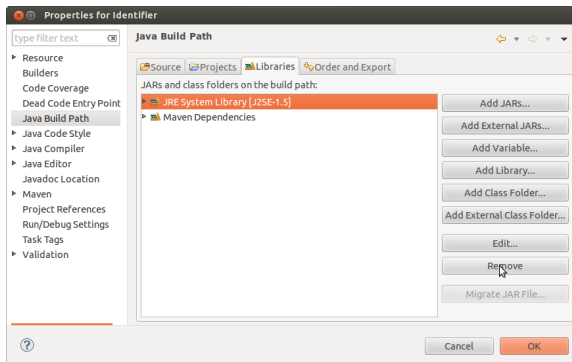 Properties for Identifier
type filter text
Java Build Path
Resource
Builders
Code Coverage
Dead Code Entry Point
Java Build Path
Java Code Style
Java Compiler
Java Editor
Javadoc Location
Maven
Project References
Run/Debug Settings
Task Tags
Validation
Source Projects Libraries Order and Export
JARs and class folders on the build path:
JRE System Library [J2SE-1.5]
Maven Dependencies
Add JARs...
Add External JARs...
Add Variable...
Add Library...
Add Class Folder...
Add External Class Folder...
Edit...
Remove
Migrate JAR File...
Cancel OK